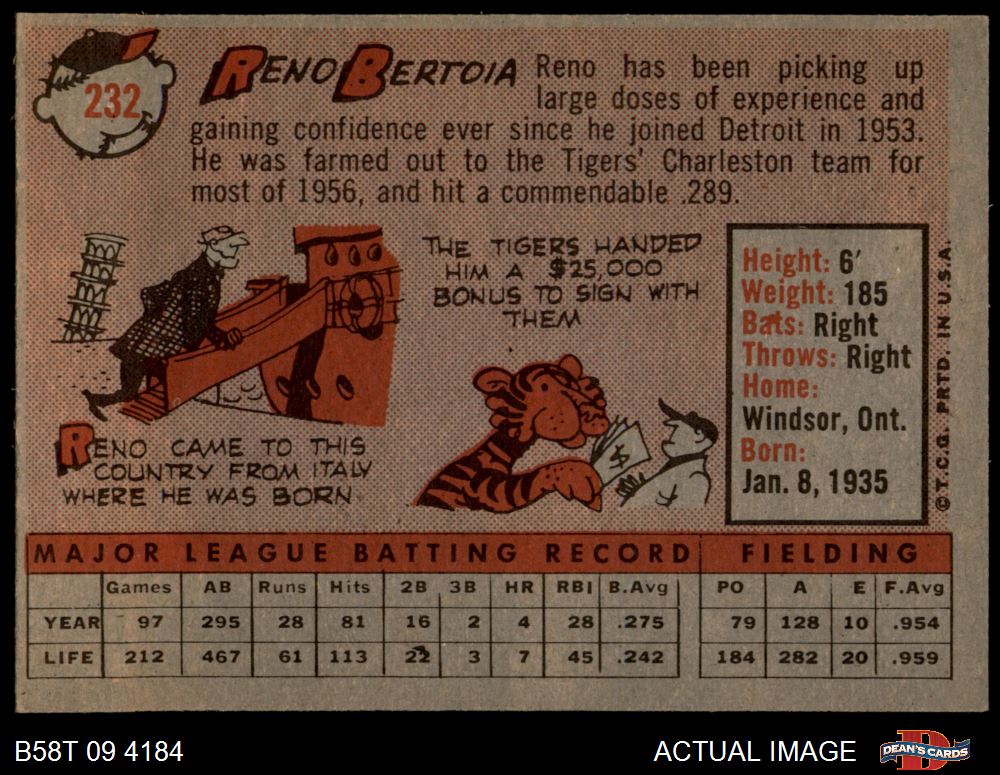 232
RENO BERTOIA
Reno has been picking up
large doses of experience and
gaining confidence ever since he joined Detroit in 1953.
He was farmed out to the Tigers' Charleston team for
most of 1956, and hit a commendable .289.
THE TIGERS HANDED
HIM A $25,000
BONUS TO SIGN WITH
THEM
$
RENO CAME TO THIS
COUNTRY FROM ITALY
WHERE HE WAS BORN
Height: 6'
Weight: 185
Bats: Right
Throws: Right
Home:
Windsor, Ont.
Born:
Jan. 8, 1935
© T.C.G. PRTD. IN U.S.A.
MAJOR LEAGUE BATTING RECORD FIELDING
Games AB Runs Hits 2B 3B HR RBI B.Avg PO A E F.Avg
YEAR 97 295 28 81 16 2 4 28 .275 79 128 10 .954
LIFE 212 467 61 113 22 3 7 45 .242 184 282 20 .959
B58T 09 4184 ACTUAL IMAGE D DEAN'S CARDS